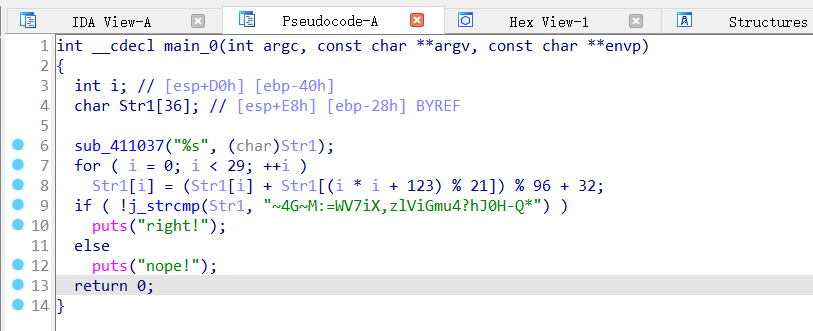 IDA View-A Pseudocode-A Hex View-1 A Structures
1 int __cdecl main_0(int argc, const char **argv, const char **envp)
2 {
3 int i; // [esp+D0h] [ebp-40h]
4 char Str1[36]; // [esp+E8h] [ebp-28h] BYREF
5
6 sub_411037("%s", (char)Str1);
7 for ( i = 0; i < 29; ++i )
8 Str1[i] = (Str1[i] + Str1[(i * i + 123) % 21]) % 96 + 32;
9 if ( !j_strcmp(Str1, "~4G~M:=WV7iX,zlViGmu4?hJ0H-Q*") )
10 puts("right!");
11 else
12 puts("nope!");
13 return 0;
14 }